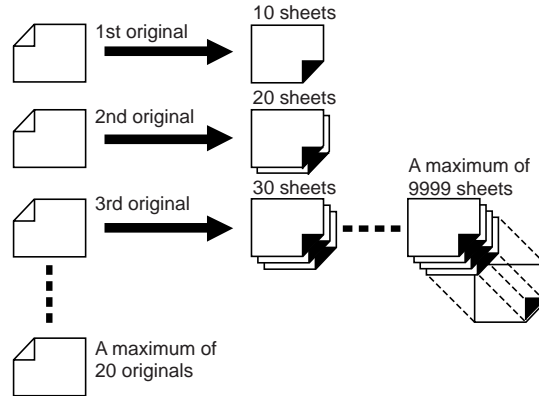 10 sheets
1st original
20 sheets
2nd original
30 sheets
A maximum of
9999 sheets
3rd original
A maximum of
20 originals